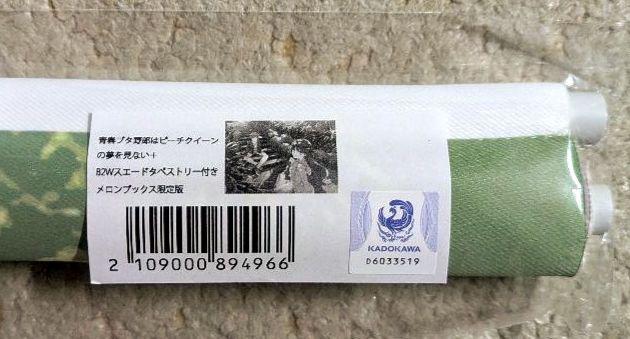 青春ブタ野郎はビーチクイーン
の夢を見ない＋
B2Wスエードタペストリー付き
メロンブックス限定版
2 109000 894966
KADOKAWA
D6033519